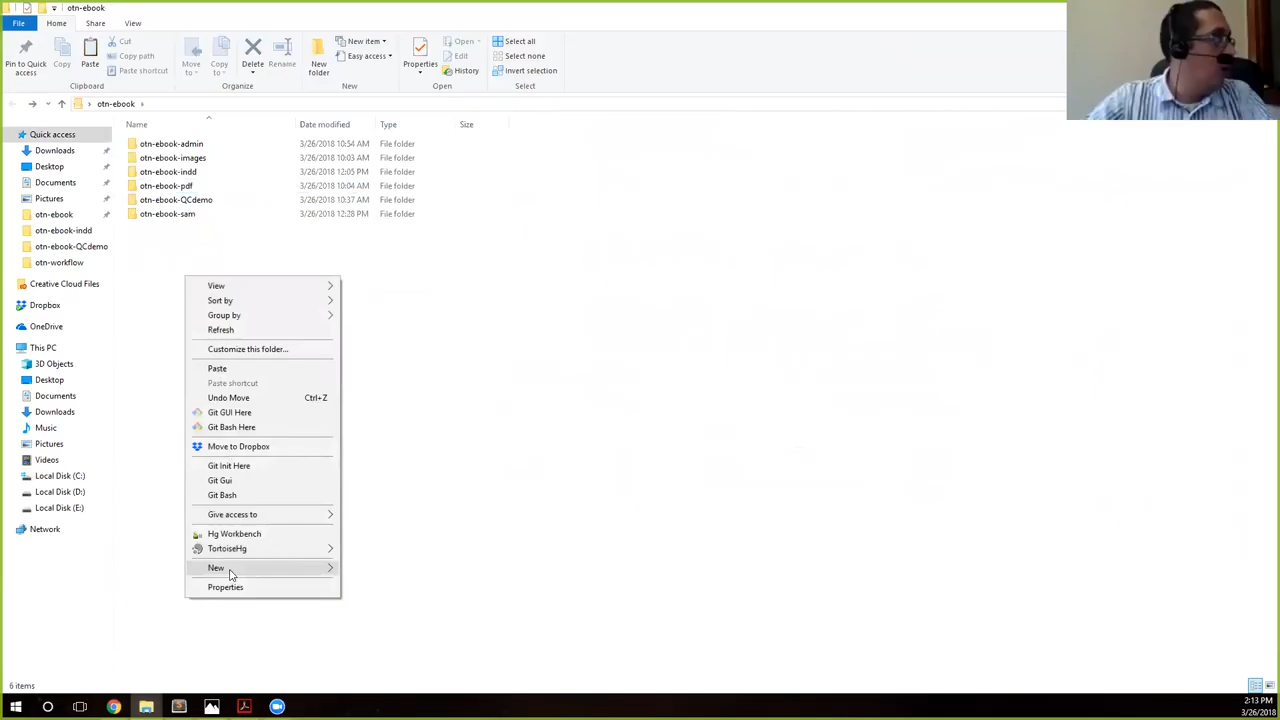 otn-ebook
File Home Share View
Pin to Quick access
Copy
Paste
Cut
Copy path
Paste shortcut
Clipboard
Move to
Copy to
Delete
Rename
Organize
New folder
New item
Easy access
New
Properties
Open
Edit
History
Open
Select all
Select none
Invert selection
Select
otn-ebook
Name Date modified Type Size
otn-ebook-admin 3/26/2018 10:54 AM File folder
otn-ebook-images 3/26/2018 10:03 AM File folder
otn-ebook-indd 3/26/2018 12:05 PM File folder
otn-ebook-pdf 3/26/2018 10:04 AM File folder
otn-ebook-QCdemo 3/26/2018 10:37 AM File folder
otn-ebook-sam 3/26/2018 12:28 PM File folder
Quick access
Downloads
Desktop
Documents
Pictures
otn-ebook
otn-ebook-indd
otn-ebook-QCdemo
otn-workflow
Creative Cloud Files
Dropbox
OneDrive
This PC
3D Objects
Desktop
Documents
Downloads
Music
Pictures
Videos
Local Disk (C:)
Local Disk (D:)
Local Disk (E:)
Network
View
Sort by
Group by
Refresh
Customize this folder...
Paste
Paste shortcut
Undo Move Ctrl+Z
Git GUI Here
Git Bash Here
Move to Dropbox
Git Init Here
Git Gui
Git Bash
Give access to
Hg Workbench
TortoiseHg
New
Properties
6 items
2:13 PM
3/26/2018